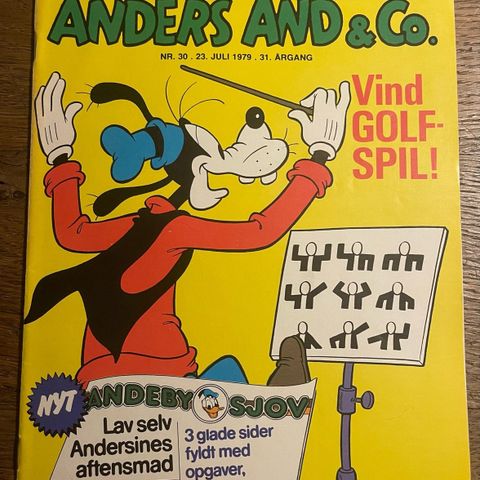 ANDERS AND & Co.
NR. 30 . 23. JULI 1979 . 31. ÅRGANG
Vind
GOLF-
SPIL!
NYT
ANDEBY SJOV
Lav selv
Andersines
aftensmad
3 glade sider
fyldt med
opgaver,